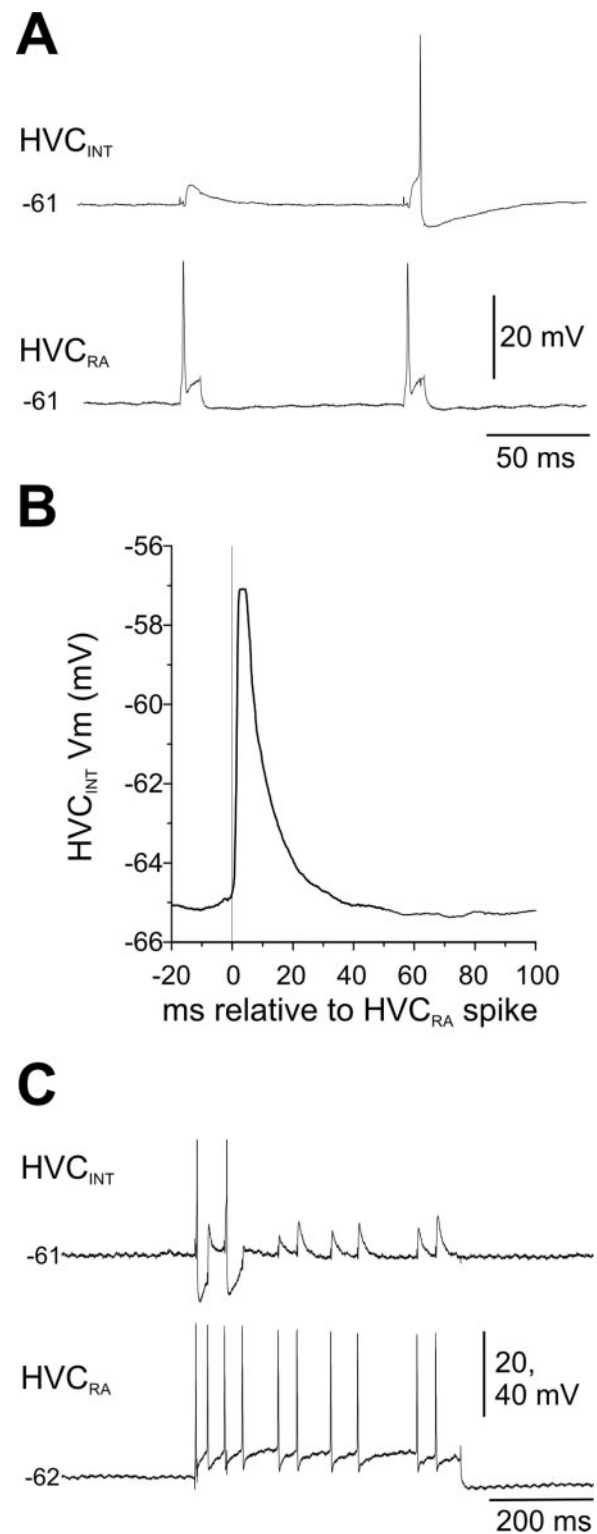 A
HVC_INT
-61
HVC_RA
-61
20 mV
50 ms
B
-56
-58
-60
-62
-64
-66
HVC_INT Vm (mV)
-20 0 20 40 60 80 100
ms relative to HVC_RA spike
C
HVC_INT
-61
HVC_RA
-62
20,
40 mV
200 ms